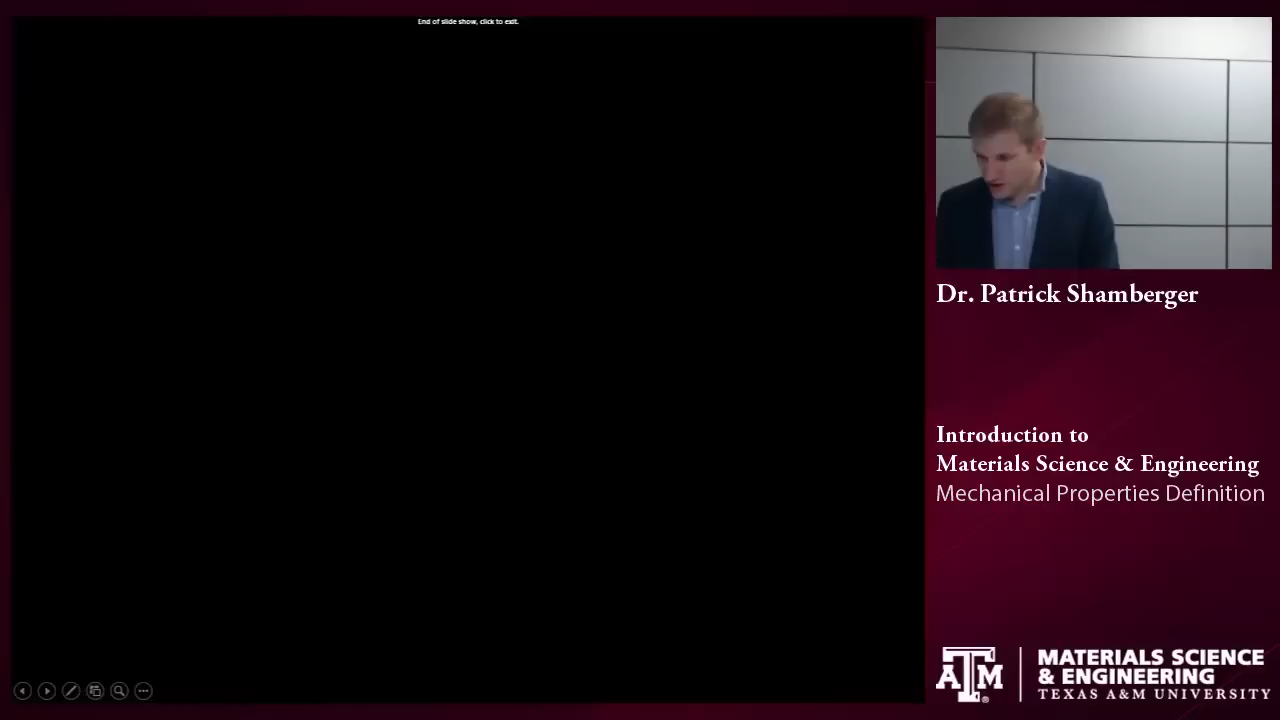 End of slide show, click to exit.
Dr. Patrick Shamberger
Introduction to
Materials Science & Engineering
Mechanical Properties Definition
ATM
MATERIALS SCIENCE
& ENGINEERING
TEXAS A&M UNIVERSITY